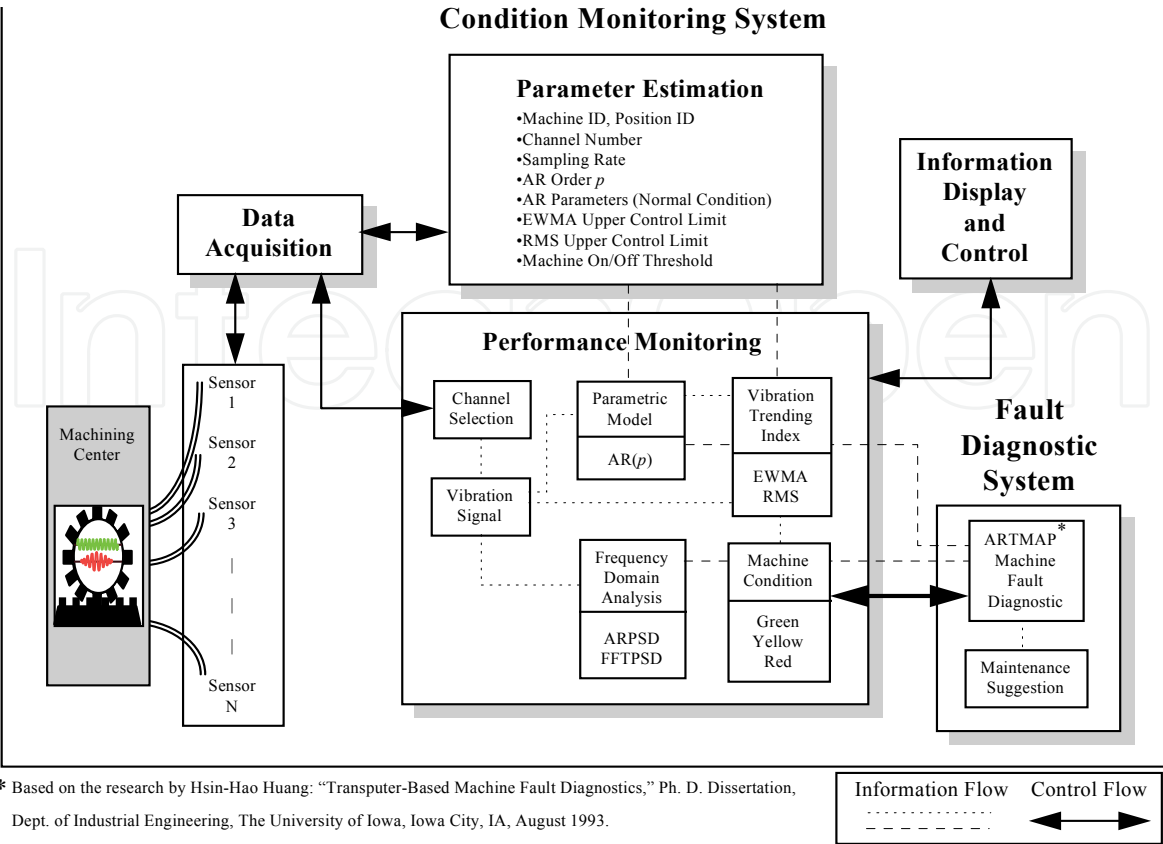 Condition Monitoring System
Parameter Estimation
•Machine ID, Position ID
•Channel Number
•Sampling Rate
•AR Order p
•AR Parameters (Normal Condition)
•EWMA Upper Control Limit
•RMS Upper Control Limit
•Machine On/Off Threshold
Information
Display
and
Control
Data
Acquisition
IntechOpen
Performance Monitoring
Channel
Selection
Parametric
Model
AR(p)
Vibration
Trending
Index
EWMA
RMS
Vibration
Signal
Frequency
Domain
Analysis
ARPSD
FFTPSD
Machine
Condition
Green
Yellow
Red
Machining
Center
Sensor
1
Sensor
2
Sensor
3
Sensor
N
Fault
Diagnostic
System
ARTMAP*
Machine
Fault
Diagnostic
Maintenance
Suggestion
* Based on the research by Hsin-Hao Huang: “Transputer-Based Machine Fault Diagnostics,” Ph. D. Dissertation,
Dept. of Industrial Engineering, The University of Iowa, Iowa City, IA, August 1993.
Information Flow
Control Flow